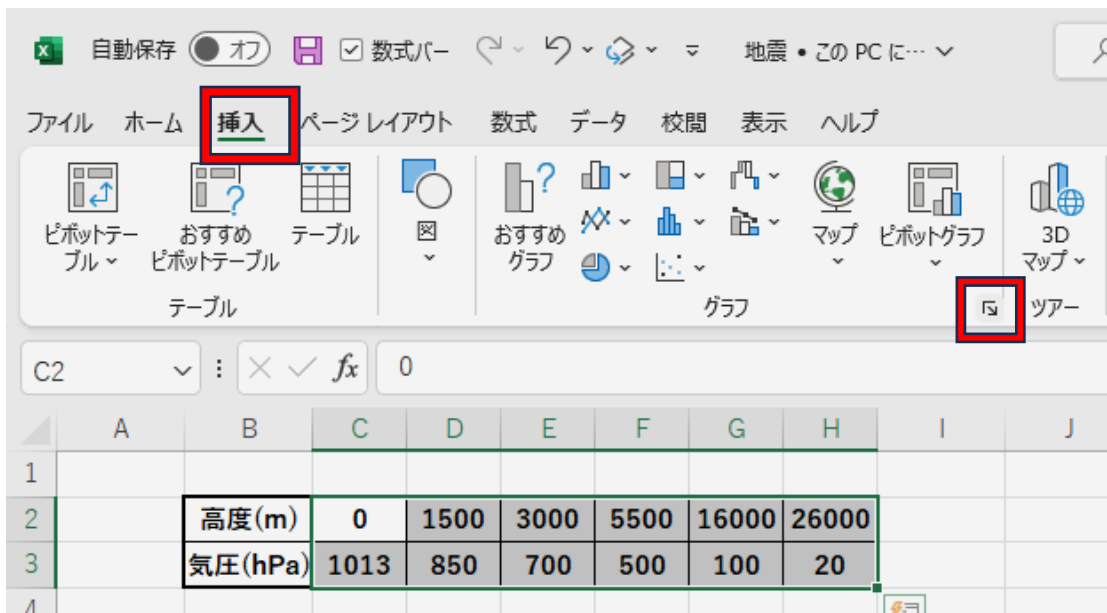 自動保存 オフ 数式バー 地震 • この PC に… 
ファイル ホーム 挿入 ページ レイアウト 数式 データ 校閲 表示 ヘルプ
ピボットテー
ブル
おすすめ
ピボットテーブル
テーブル
図
おすすめ
グラフ
マップ
ピボットグラフ
3D
マップ
テーブル グラフ ツアー
C2 fx 0
A B C D E F G H I J
1
2 高度(m) 0 1500 3000 5500 16000 26000
3 気圧(hPa) 1013 850 700 500 100 20
4